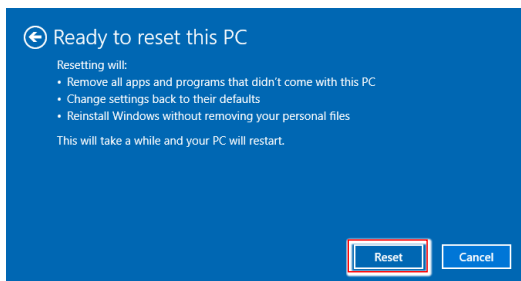 Ready to reset this PC
Resetting will:
• Remove all apps and programs that didn't come with this PC
• Change settings back to their defaults
• Reinstall Windows without removing your personal files
This will take a while and your PC will restart.
Reset
Cancel